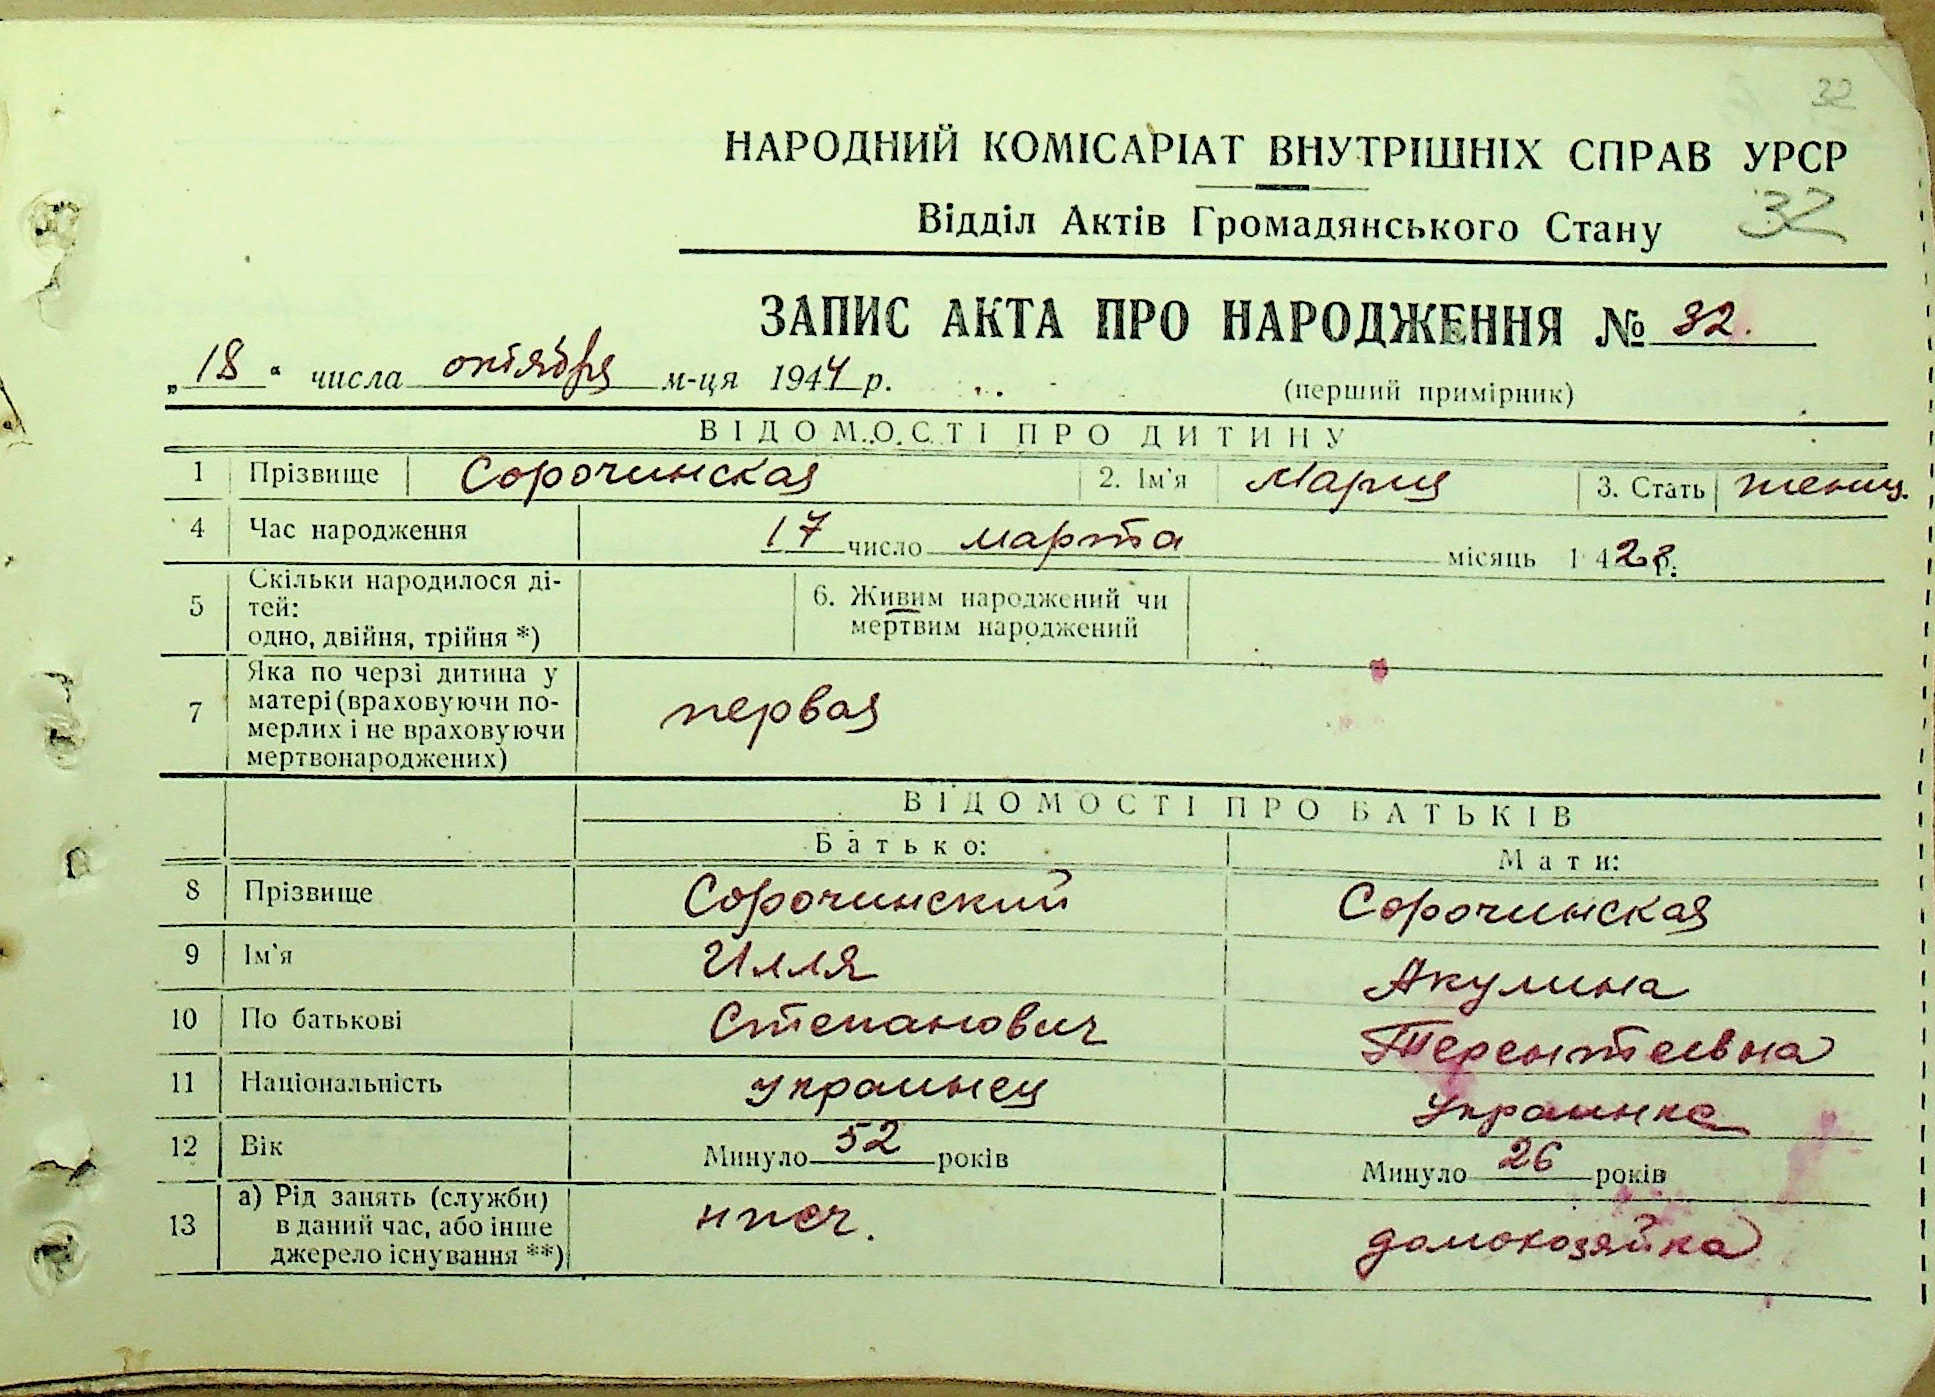 32
НАРОДНИЙ КОМІСАРІАТ ВНУТРІШНІХ СПРАВ УРСР
Відділ Актів Громадянського Стану 32
ЗАПИС АКТА ПРО НАРОДЖЕННЯ № 32.
„ 18 “ числа октября м-ця 1944 р.
(перший примірник)
ВІДОМОСТІ ПРО ДИТИНУ
1 Прізвище Сорочинская 2. Ім'я Мария 3. Стать женщ.
4 Час народження 17 число марта місяць 1928 р.
5 Скільки народилося ді-
тей:
одно, двійня, трійня *)
6. Живим народжений чи
мертвим народжений
7 Яка по черзі дитина у
матері (враховуючи по-
мерлих і не враховуючи
мертвонароджених)
первая
ВІДОМОСТІ ПРО БАТЬКІВ
Батько: Мати:
8 Прізвище Сорочинский Сорочинская
9 Ім'я Илля Акулина
10 По батькові Степанович Терентеевна
11 Національність украинец украинка
12 Вік Минуло 52 років Минуло 26 років
13 а) Рід занять (служби)
в даний час, або інше
джерело існування **)
домохозяйка